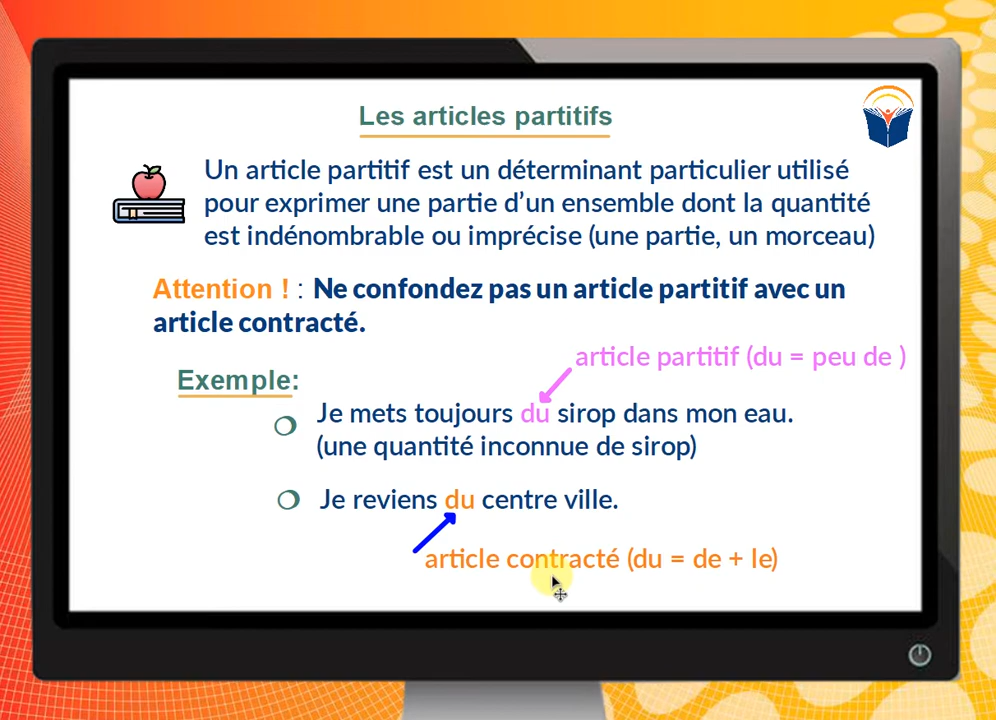 Les articles partitifs
Un article partitif est un déterminant particulier utilisé
pour exprimer une partie d’un ensemble dont la quantité
est indénombrable ou imprécise (une partie, un morceau)
Attention ! : Ne confondez pas un article partitif avec un
article contracté.
article partitif (du = peu de )
Exemple:
Je mets toujours du sirop dans mon eau.
(une quantité inconnue de sirop)
Je reviens du centre ville.
article contracté (du = de + le)